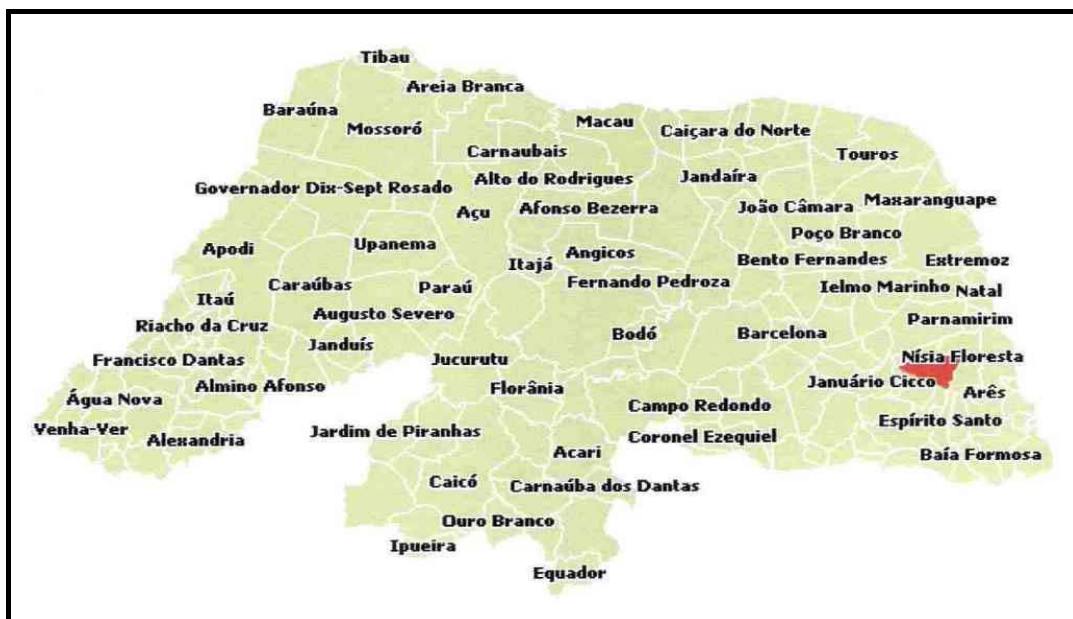 Tibau
Areia Branca
Baraúna
Mossoró
Macau
Caiçara do Norte
Carnaubais
Touros
Governador Dix-Sept Rosado
Alto do Rodrigues
Jandaíra
Açu
Afonso Bezerra
João Câmara
Maxaranguape
Poço Branco
Apodi
Upanema
Itajá
Angicos
Bento Fernandes
Extremoz
Caraúbas
Paraú
Fernando Pedroza
Ielmo Marinho
Natal
Itaú
Augusto Severo
Parnamirim
Riacho da Cruz
Bodó
Barcelona
Janduís
Francisco Dantas
Jucurutu
Nísia Floresta
Almino Afonso
Florânia
Januário Cicco
Arês
Água Nova
Campo Redondo
Espírito Santo
Venha-Ver
Alexandria
Jardim de Piranhas
Coronel Ezequiel
Acari
Baía Formosa
Caicó
Carnaúba dos Dantas
Ouro Branco
Ipueira
Equador